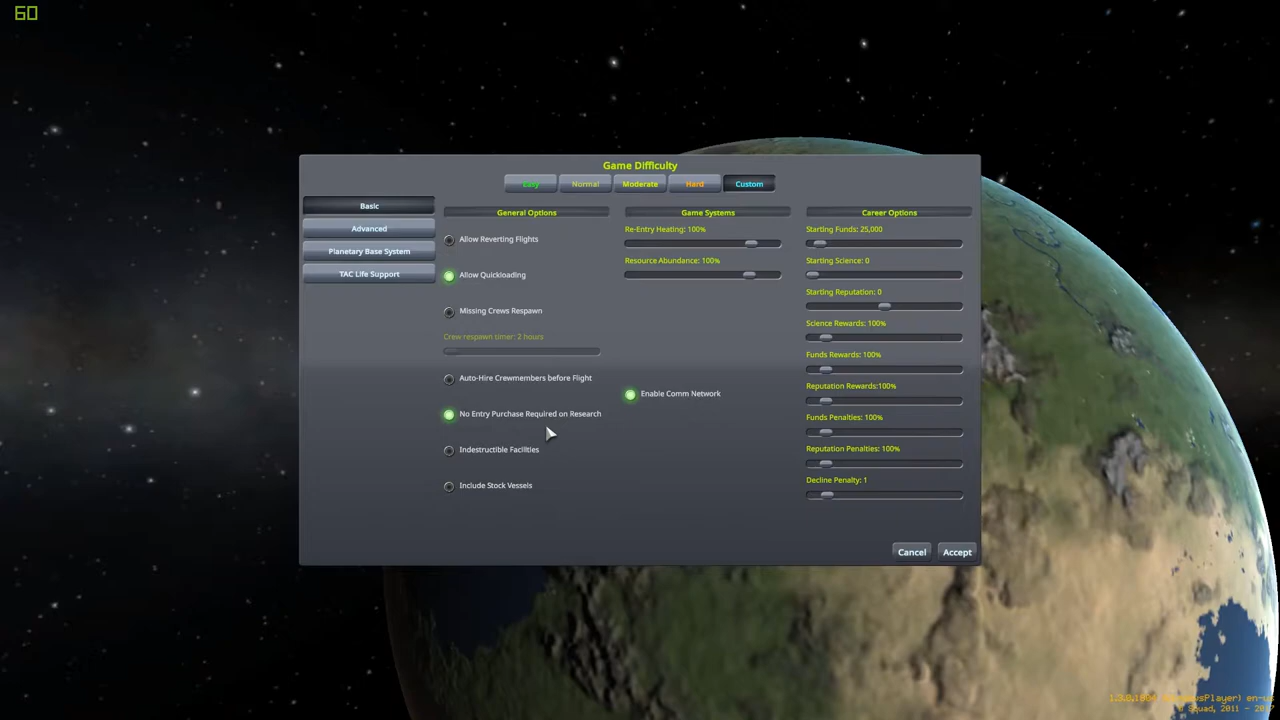 60
Game Difficulty
Easy Normal Moderate Hard Custom
Basic
Advanced
Planetary Base System
TAC Life Support
General Options
Allow Reverting Flights
Allow Quickloading
Missing Crews Respawn
Crew respawn timer: 2 hours
Auto-Hire Crewmembers before Flight
No Entry Purchase Required on Research
Indestructible Facilities
Include Stock Vessels
Game Systems
Re-Entry Heating: 100%
Resource Abundance: 100%
Enable Comm Network
Career Options
Starting Funds: 25,000
Starting Science: 0
Starting Reputation: 0
Science Rewards: 100%
Funds Rewards: 100%
Reputation Rewards:100%
Funds Penalties: 100%
Reputation Penalties: 100%
Decline Penalty: 1
Cancel Accept
en-us
Squad, 2011 -